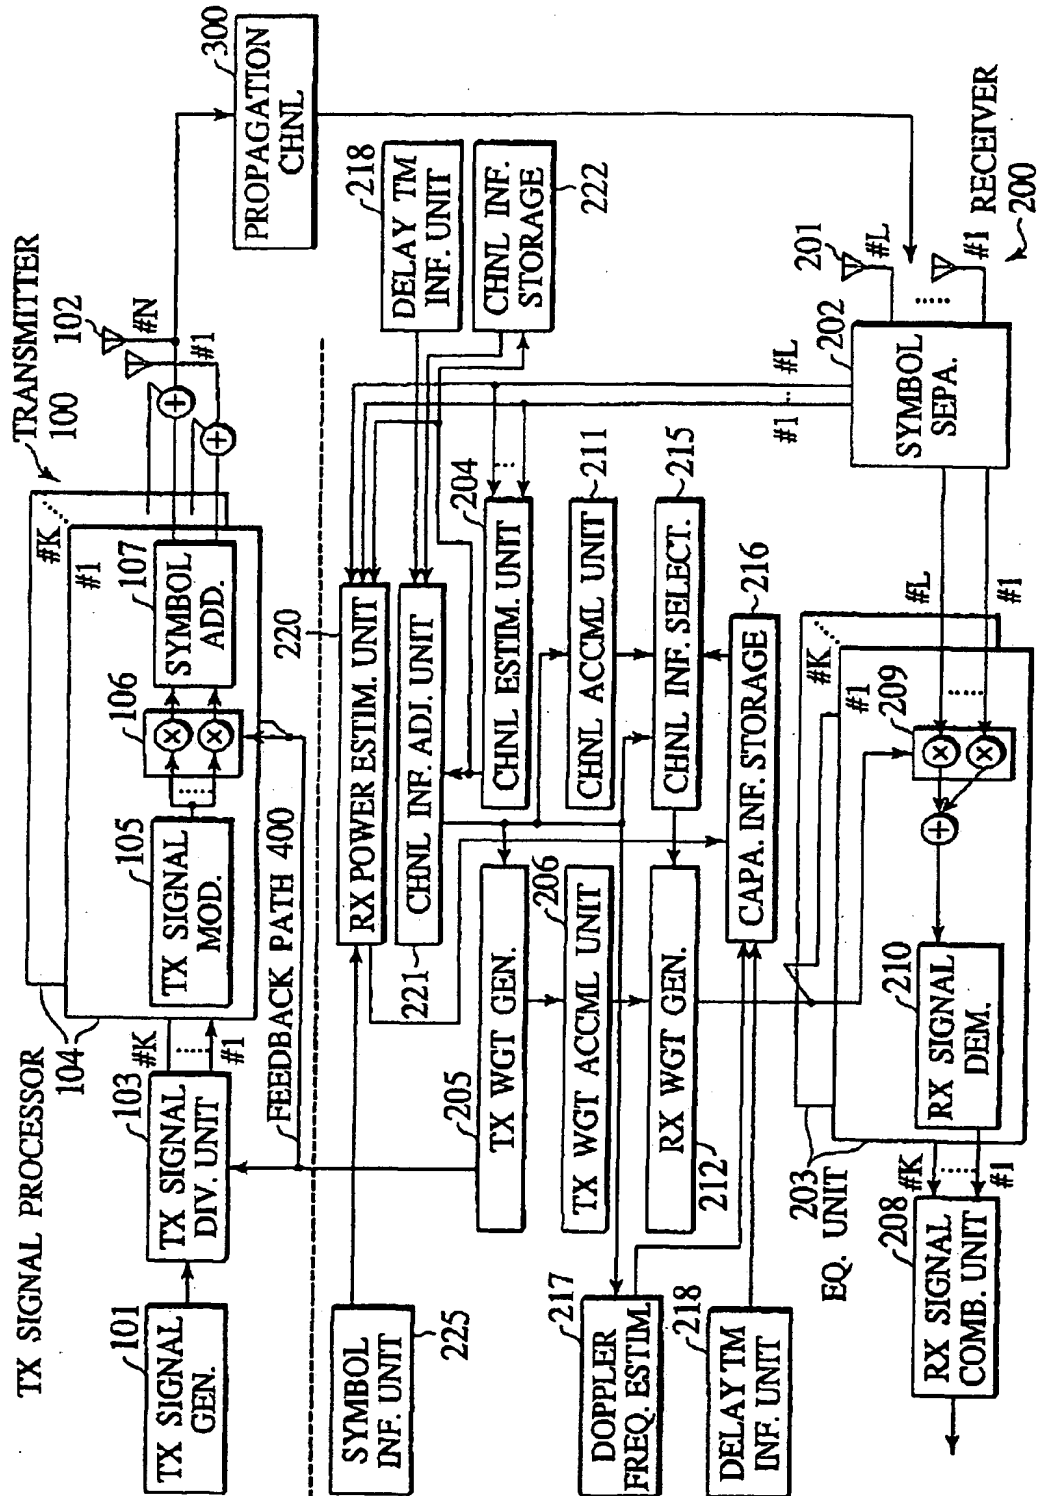 TX SIGNAL PROCESSOR
TRANSMITTER
100
104
#K
#1
101
TX SIGNAL
GEN.
103
TX SIGNAL
DIV. UNIT
#K
#1
105
TX SIGNAL
MOD.
106
107
SYMBOL
ADD.
102
#N
#1
300
PROPAGATION
CHNL
FEEDBACK PATH 400
220
SYMBOL
INF. UNIT
225
RX POWER ESTIM. UNIT
218
DELAY TM
INF. UNIT
221
CHNL INF. ADJ. UNIT
CHNL INF.
STORAGE
222
205
TX WGT GEN.
204
CHNL ESTIM. UNIT
206
TX WGT ACCML UNIT
211
CHNL ACCML UNIT
#1
#L
217
DOPPLER
FREQ. ESTIM.
RX WGT GEN.
212
215
CHNL INF. SELECT.
218
DELAY TM
INF. UNIT
216
CAPA. INF. STORAGE
EQ. UNIT
203
#K
#1
208
RX SIGNAL
COMB. UNIT
#K
#1
210
RX SIGNAL
DEM.
209
#L
#1
202
SYMBOL
SEPA.
201
#L
#1
RECEIVER
200